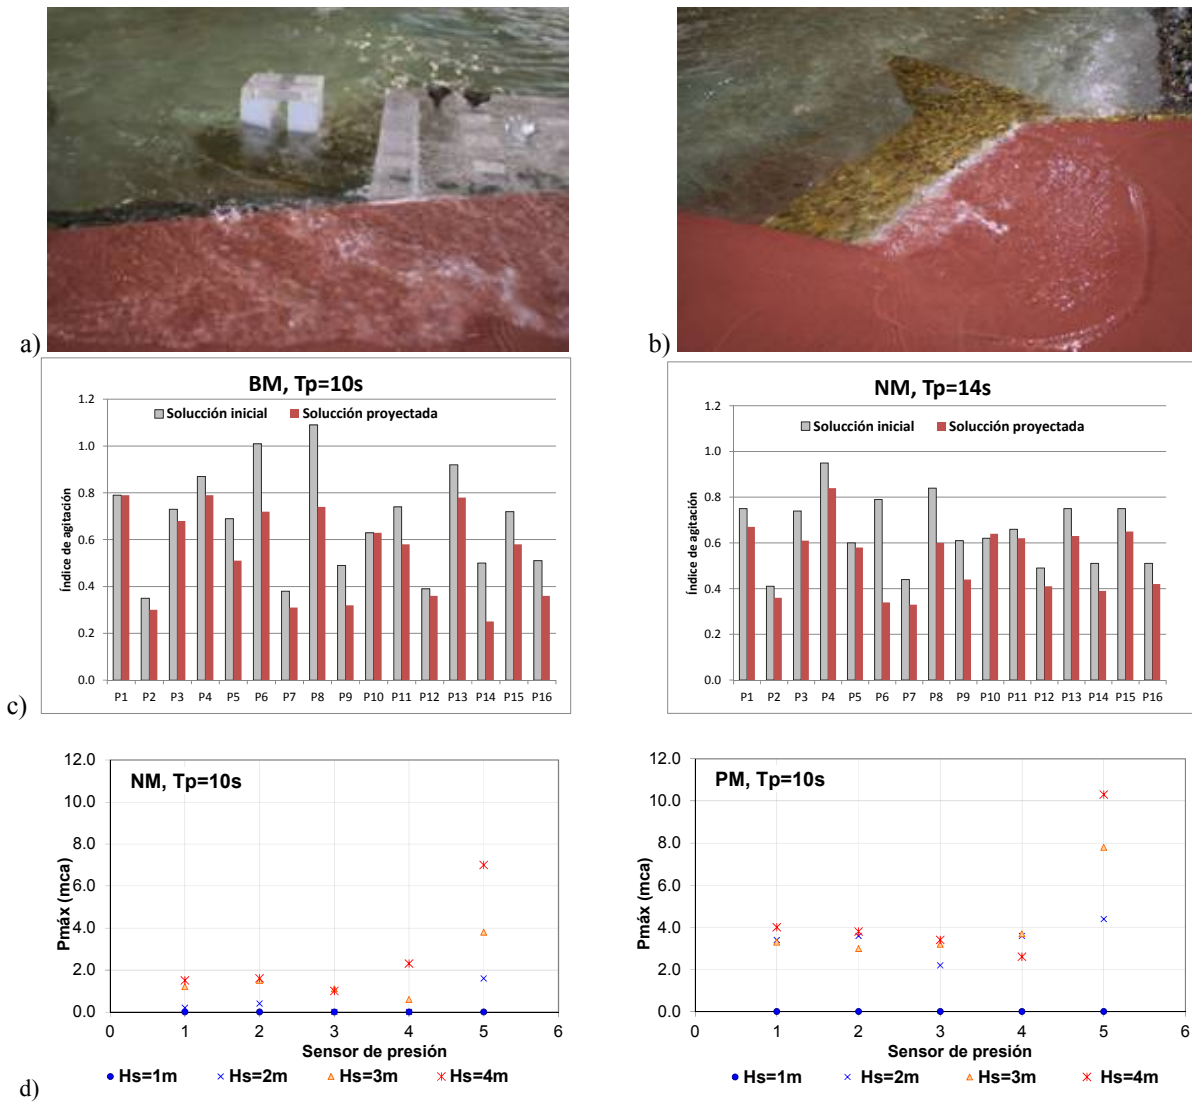 a)
b)
BM, Tp=10s
Solucción inicial
Solucción proyectada
Índice de agitación
1.2
1.0
0.8
0.6
0.4
0.2
0.0
P1 P2 P3 P4 P5 P6 P7 P8 P9 P10 P11 P12 P13 P14 P15 P16
c)
NM, Tp=14s
Solucción inicial
Solucción proyectada
Índice de agitación
1.2
1.0
0.8
0.6
0.4
0.2
0.0
P1 P2 P3 P4 P5 P6 P7 P8 P9 P10 P11 P12 P13 P14 P15 P16
NM, Tp=10s
Pmáx (mca)
12.0
10.0
8.0
6.0
4.0
2.0
0.0
0 1 2 3 4 5 6
Sensor de presión
Hs=1m Hs=2m Hs=3m Hs=4m
d)
PM, Tp=10s
Pmáx (mca)
12.0
10.0
8.0
6.0
4.0
2.0
0.0
0 1 2 3 4 5 6
Sensor de presión
Hs=1m Hs=2m Hs=3m Hs=4m